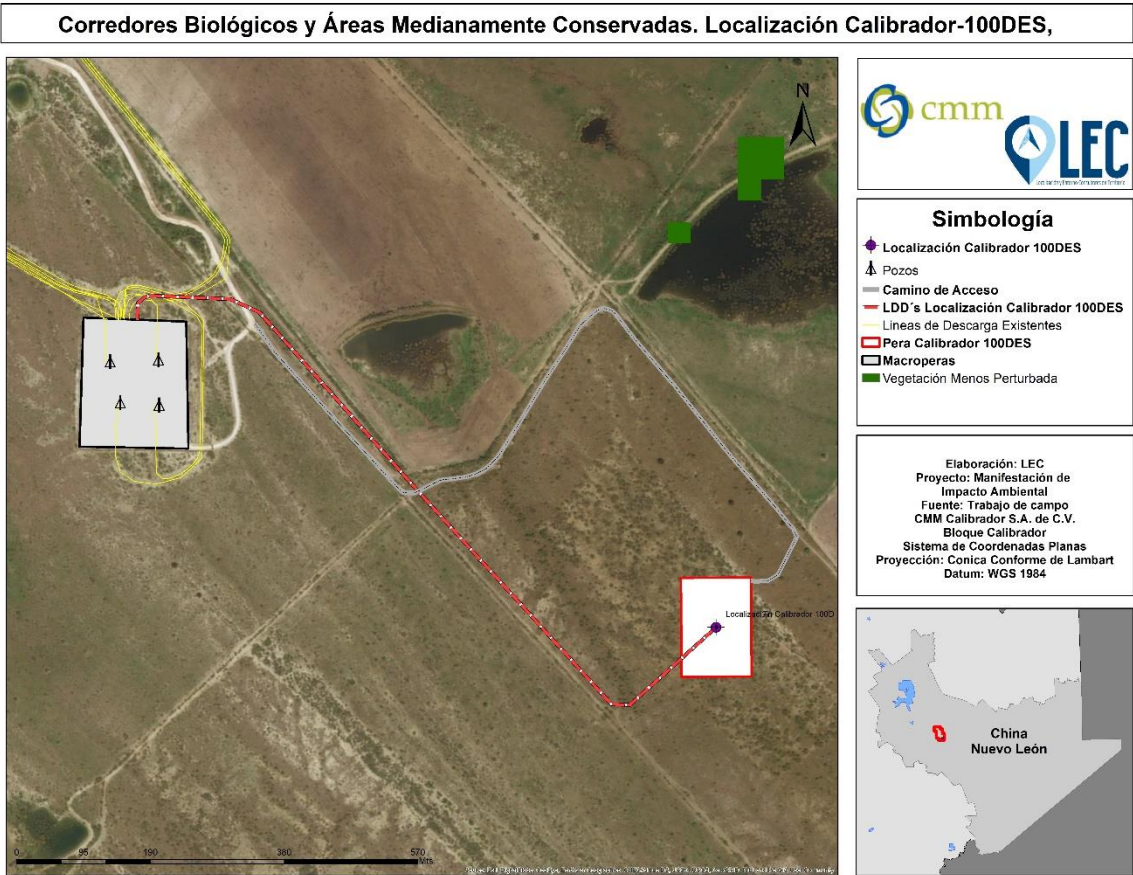 Corredores Biológicos y Áreas Medianamente Conservadas. Localización Calibrador-100DES,
N
cmm
LEC
Simbología
Localización Calibrador 100DES
Pozos
Camino de Acceso
LDD´s Localización Calibrador 100DES
Lineas de Descarga Existentes
Pera Calibrador 100DES
Macroperas
Vegetación Menos Perturbada
Localización Calibrador 100D
Elaboración: LEC
Proyecto: Manifestación de
Impacto Ambiental
Fuente: Trabajo de campo
CMM Calibrador S.A. de C.V.
Bloque Calibrador
Sistema de Coordenadas Planas
Proyección: Conica Conforme de Lambart
Datum: WGS 1984
China
Nuevo León
0 95 190 380 570
Mts